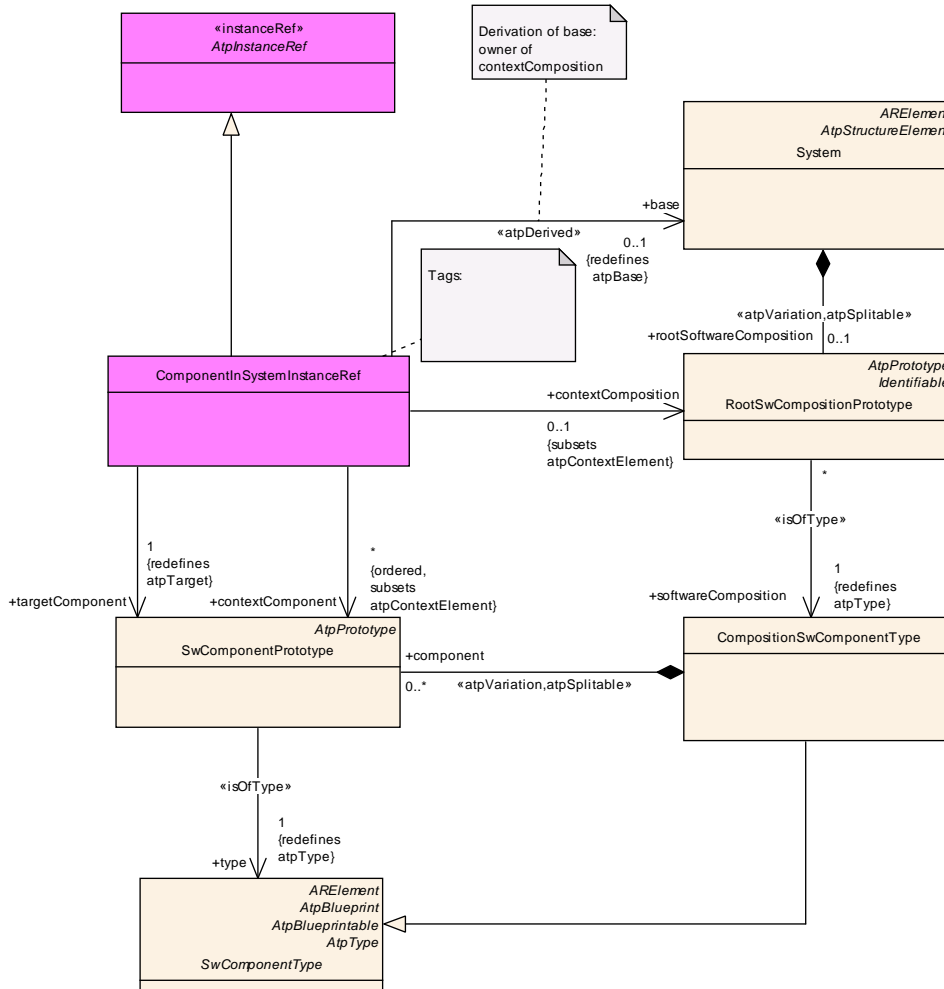 «instanceRef»
AtpInstanceRef
Derivation of base:
owner of
contextComposition
ARElement
AtpStructureElement
System
+base
«atpDerived»
0..1
{redefines
atpBase}
Tags:
«atpVariation,atpSplitable»
+rootSoftwareComposition
0..1
ComponentInSystemInstanceRef
AtpPrototype
Identifiable
RootSwCompositionPrototype
+contextComposition
0..1
{subsets
atpContextElement}
*
«isOfType»
1
{redefines
atpTarget}
+targetComponent
*
{ordered,
subsets
atpContextElement}
+contextComponent
1
{redefines
atpType}
+softwareComposition
AtpPrototype
SwComponentPrototype
+component
0..*
«atpVariation,atpSplitable»
CompositionSwComponentType
«isOfType»
1
{redefines
atpType}
+type
ARElement
AtpBlueprint
AtpBlueprintable
AtpType
SwComponentType